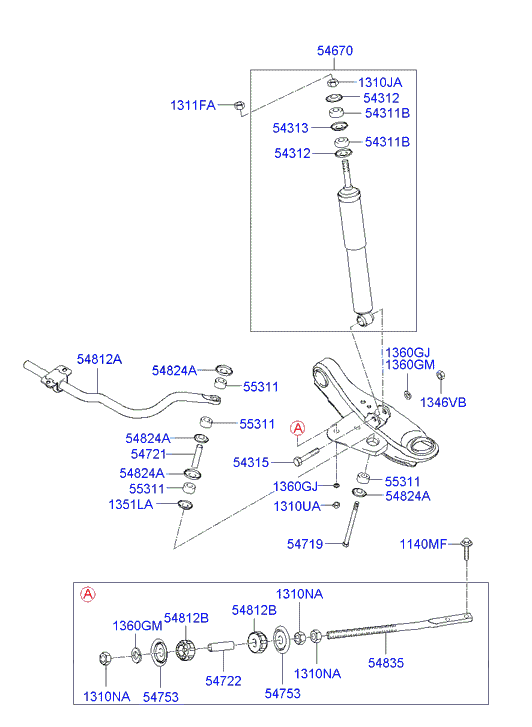 54670
1310JA
1311FA
54312
54311B
54313
54311B
54312
1360GJ
1360GM
54812A
54824A
55311
1346VB
55311
A
54824A
54721
54315
54824A
55311
1360GJ
55311
54824A
1351LA
1310UA
54719
1140MF
A
1310NA
54812B
54812B
1360GM
1310NA
54835
54722
1310NA
54753
54753